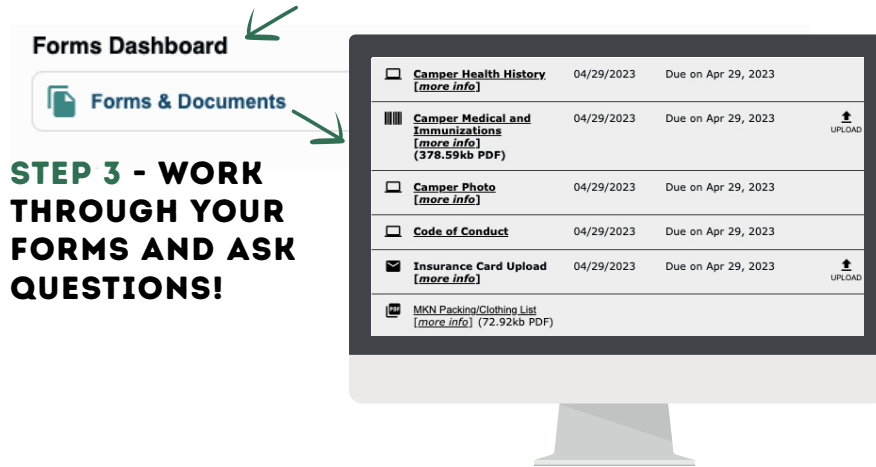 Forms Dashboard
Forms & Documents
STEP 3 - WORK
THROUGH YOUR
FORMS AND ASK
QUESTIONS!
Camper Health History 04/29/2023 Due on Apr 29, 2023
[more info]
Camper Medical and 04/29/2023 Due on Apr 29, 2023
Immunizations UPLOAD
[more info]
(378.59kb PDF)
Camper Photo 04/29/2023 Due on Apr 29, 2023
[more info]
Code of Conduct 04/29/2023 Due on Apr 29, 2023
Insurance Card Upload 04/29/2023 Due on Apr 29, 2023
[more info] UPLOAD
PDF MKN Packing/Clothing List
[more info] (72.92kb PDF)